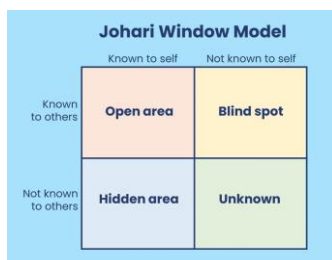 Johari Window Model
Known to self
Not known to self
Known
to others
Open area
Blind spot
Not known
to others
Hidden area
Unknown